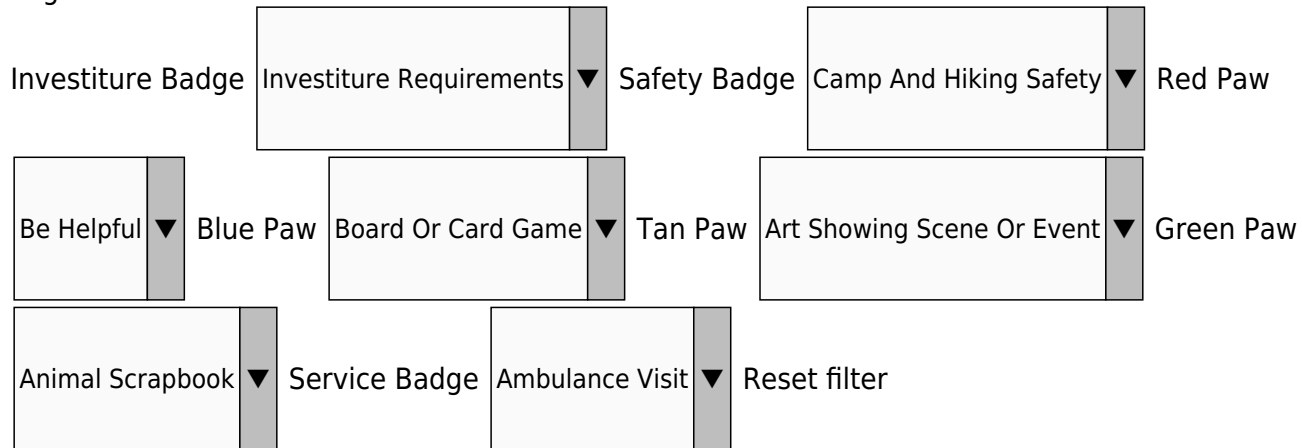 Investiture Badge Investiture Requirements ▼ Safety Badge Camp And Hiking Safety ▼ Red Paw
Be Helpful ▼ Blue Paw Board Or Card Game ▼ Tan Paw Art Showing Scene Or Event ▼ Green Paw
Animal Scrapbook ▼ Service Badge Ambulance Visit ▼ Reset filter